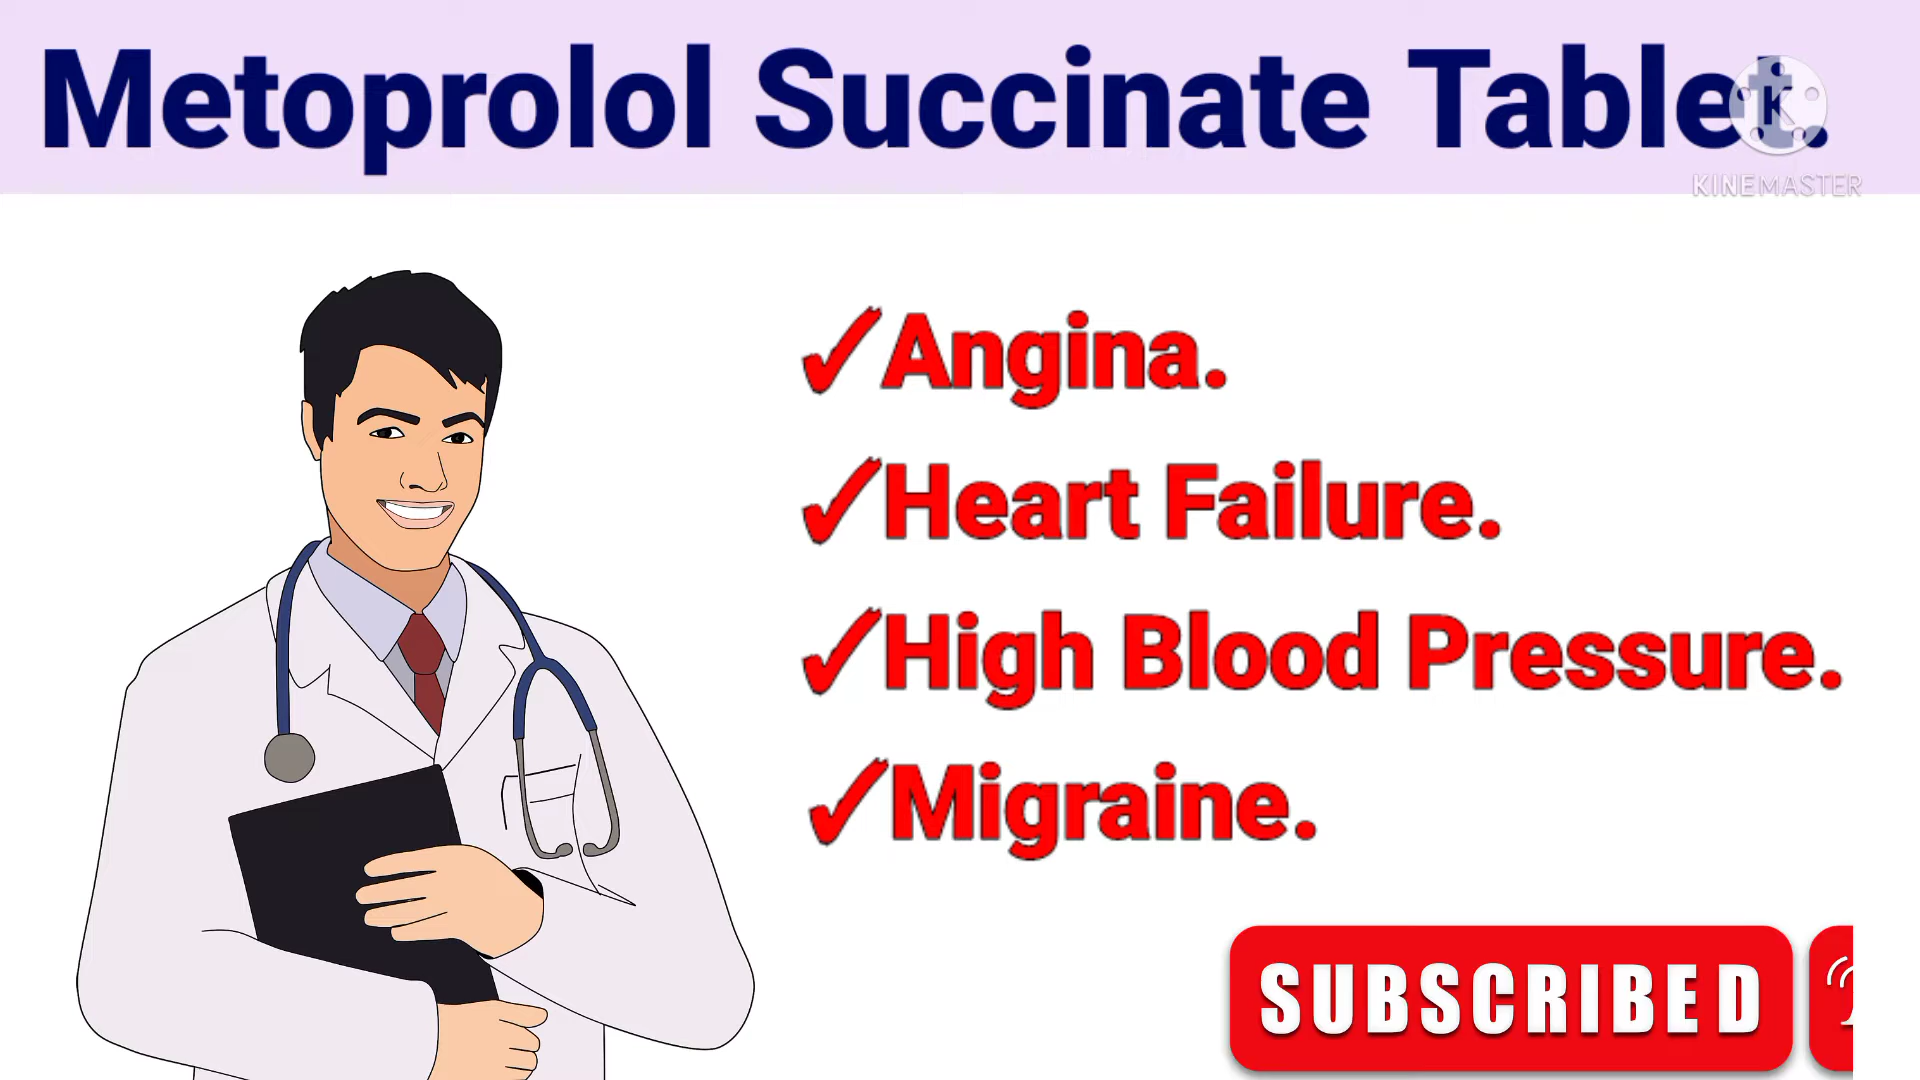 Metoprolol Succinate Tablet.
K
KINEMASTER
✓Angina.
✓Heart Failure.
✓High Blood Pressure.
✓Migraine.
SUBSCRIBED